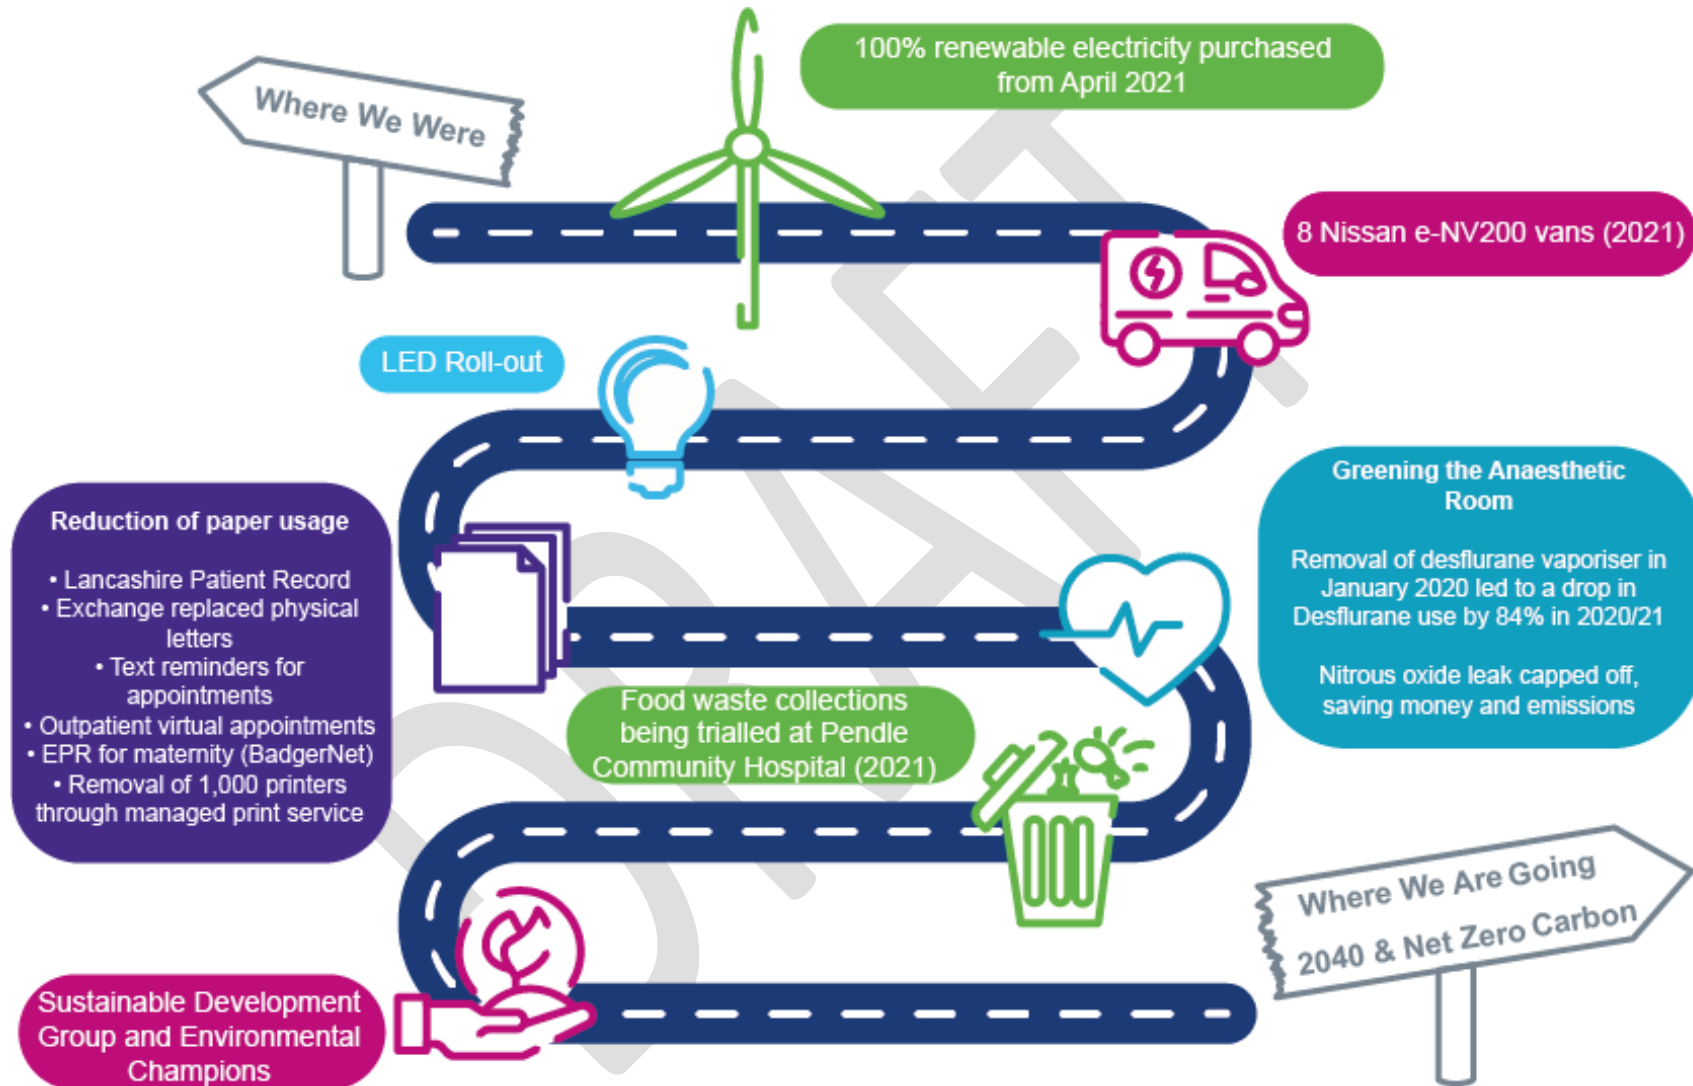 Where We Were
100% renewable electricity purchased
from April 2021
8 Nissan e-NV200 vans (2021)
LED Roll-out
Reduction of paper usage
• Lancashire Patient Record
• Exchange replaced physical
letters
• Text reminders for
appointments
• Outpatient virtual appointments
• EPR for maternity (BadgerNet)
• Removal of 1,000 printers
through managed print service
Greening the Anaesthetic
Room
Removal of desflurane vaporiser in
January 2020 led to a drop in
Desflurane use by 84% in 2020/21
Nitrous oxide leak capped off,
saving money and emissions
Food waste collections
being trialled at Pendle
Community Hospital (2021)
Where We Are Going
2040 & Net Zero Carbon
Sustainable Development
Group and Environmental
Champions
DRAFT